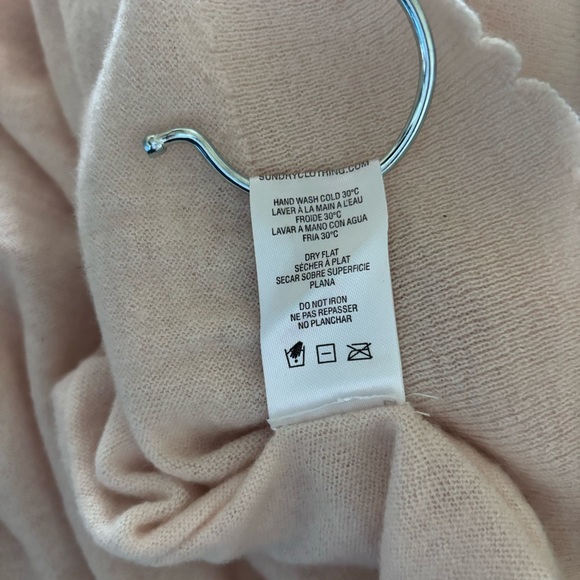 SUNDRYCLOTHING.COM
HAND WASH COLD 30°C
LAVER À LA MAIN A L'EAU
FROIDE 30°C
LAVAR A MANO CON AGUA
FRIA 30°C
DRY FLAT
SÉCHER À PLAT
SECAR SOBRE SUPERFICIE
PLANA
DO NOT IRON
NE PAS REPASSER
NO PLANCHAR